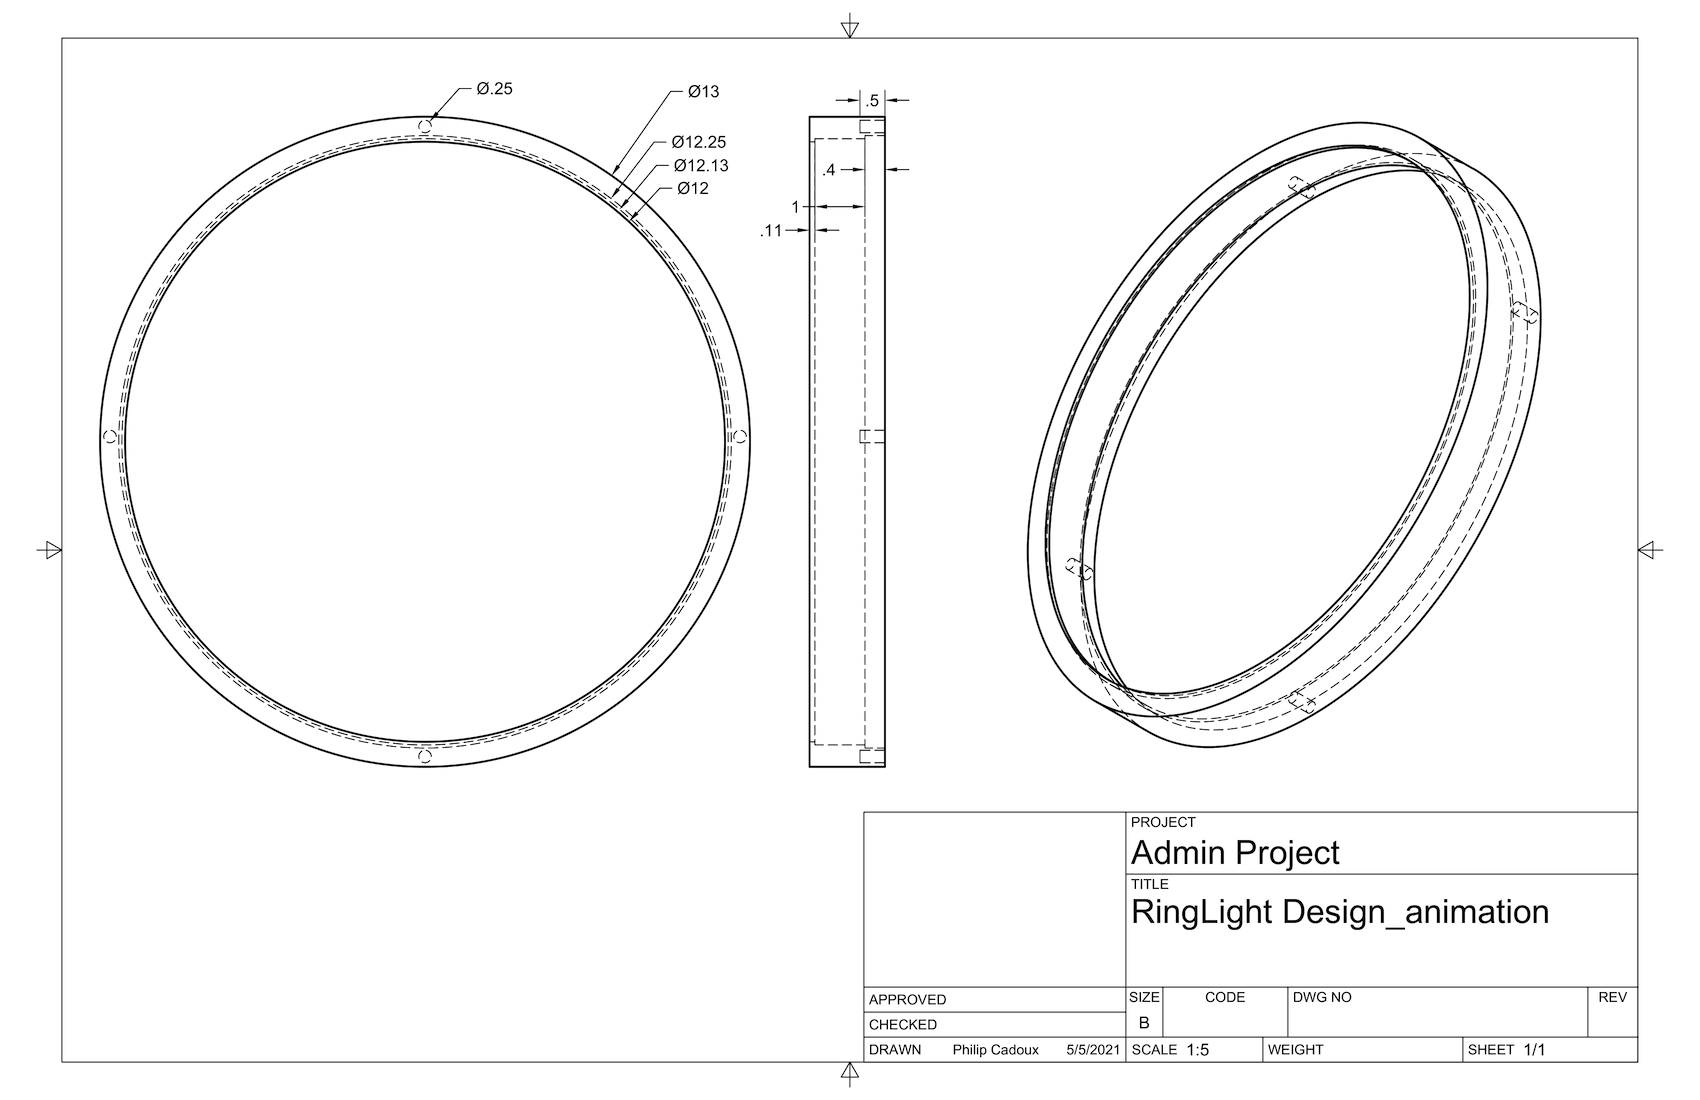 Ø.25
Ø13
Ø12.25
Ø12.13
Ø12
.5
.4
1
.11
PROJECT
Admin Project
TITLE
RingLight Design_animation
APPROVED
CHECKED
DRAWN Philip Cadoux 5/5/2021
SIZE CODE DWG NO REV
B
SCALE 1:5 WEIGHT SHEET 1/1